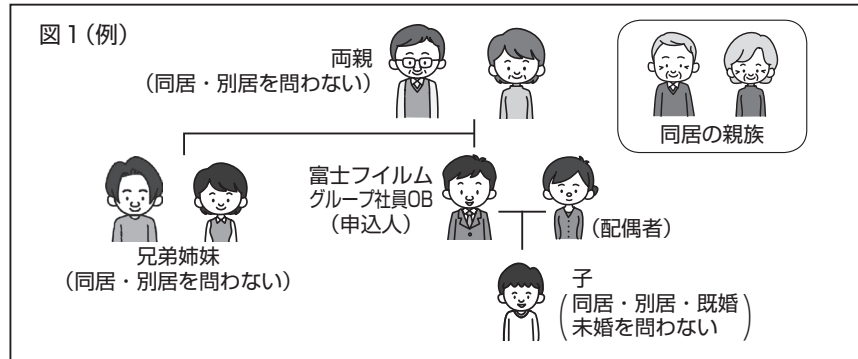 図1（例）
両親
（同居・別居を問わない）
同居の親族
富士フイルム
グループ社員OB
（申込人）
（配偶者）
兄弟姉妹
（同居・別居を問わない）
子
（同居・別居・既婚
未婚を問わない）